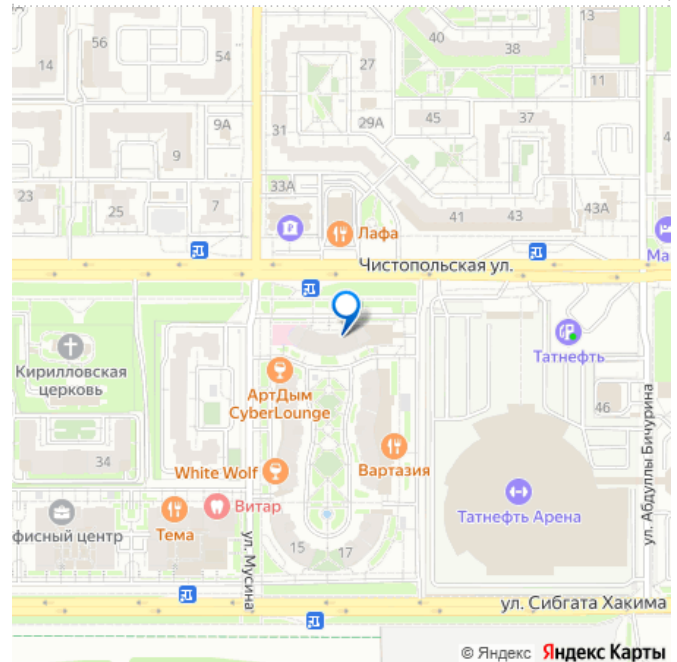 13
56
14
54
40
38
27
11
9А
29А
45
37
31
9
33А
23
25
7
41
43
43А
Лафа
Ма
Чистопольская ул.
Кирилловская
церковь
Татнефть
АртДым
CyberLounge
46
34
White Wolf
Вартазия
Витар
Татнефть Арена
ул. Абдуллы Бичурина
фисный центр
Тема
ул. Мусина
15
17
ул. Сибгата Хакима
© Яндекс Яндекс Карты